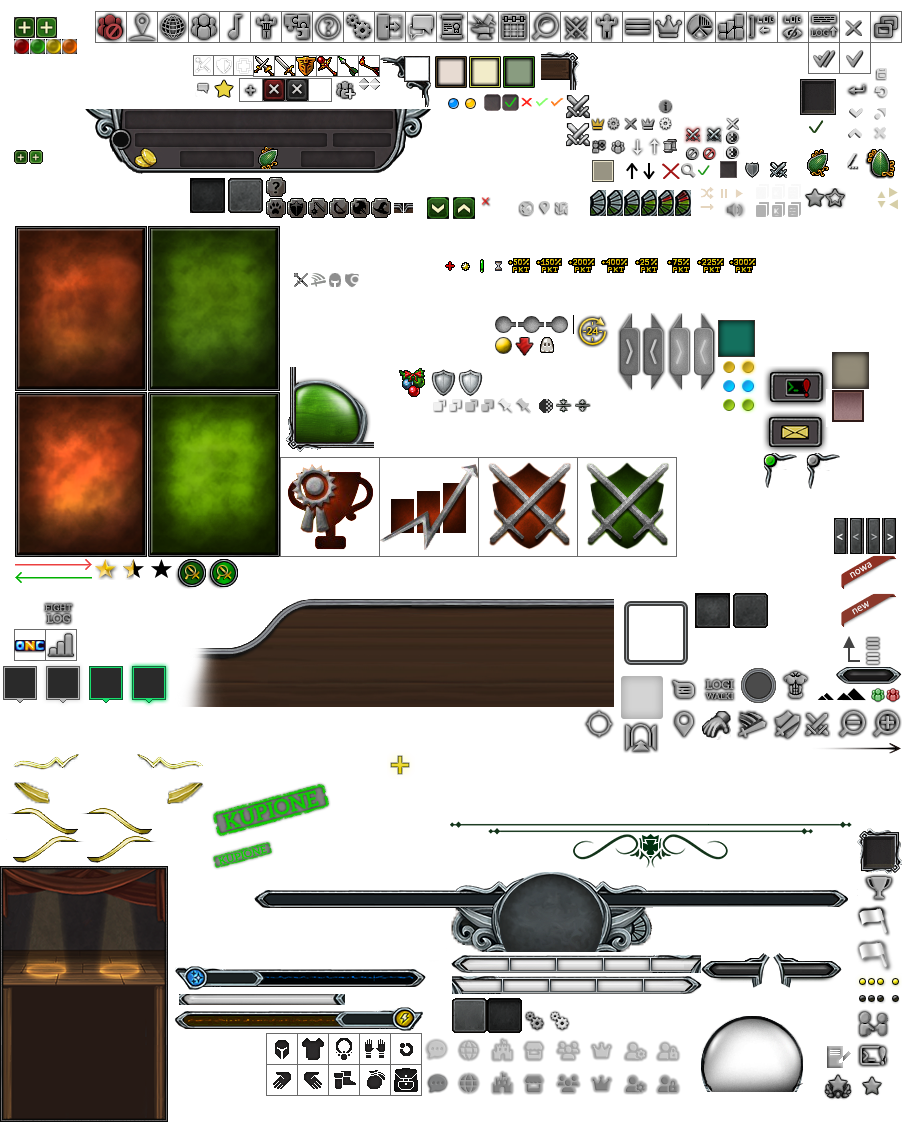 LOG
LOG
LOG
+50% PKT
+150% PKT
+200% PKT
+400% PKT
+25% PKT
+75% PKT
+225% PKT
+300% PKT
24
nowa
new
FIGHT
LOG
ONC
LOGI
WALKI
KUPIONE